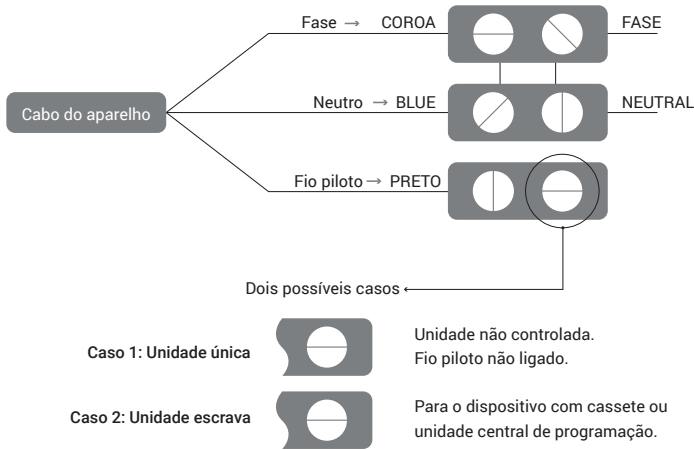 Fase → COROA
FASE
Cabo do aparelho
Neutro → BLUE
NEUTRAL
Fio piloto → PRETO
Dois possíveis casos ←
Caso 1: Unidade única
Unidade não controlada.
Fio piloto não ligado.
Caso 2: Unidade escrava
Para o dispositivo com cassete ou
unidade central de programação.